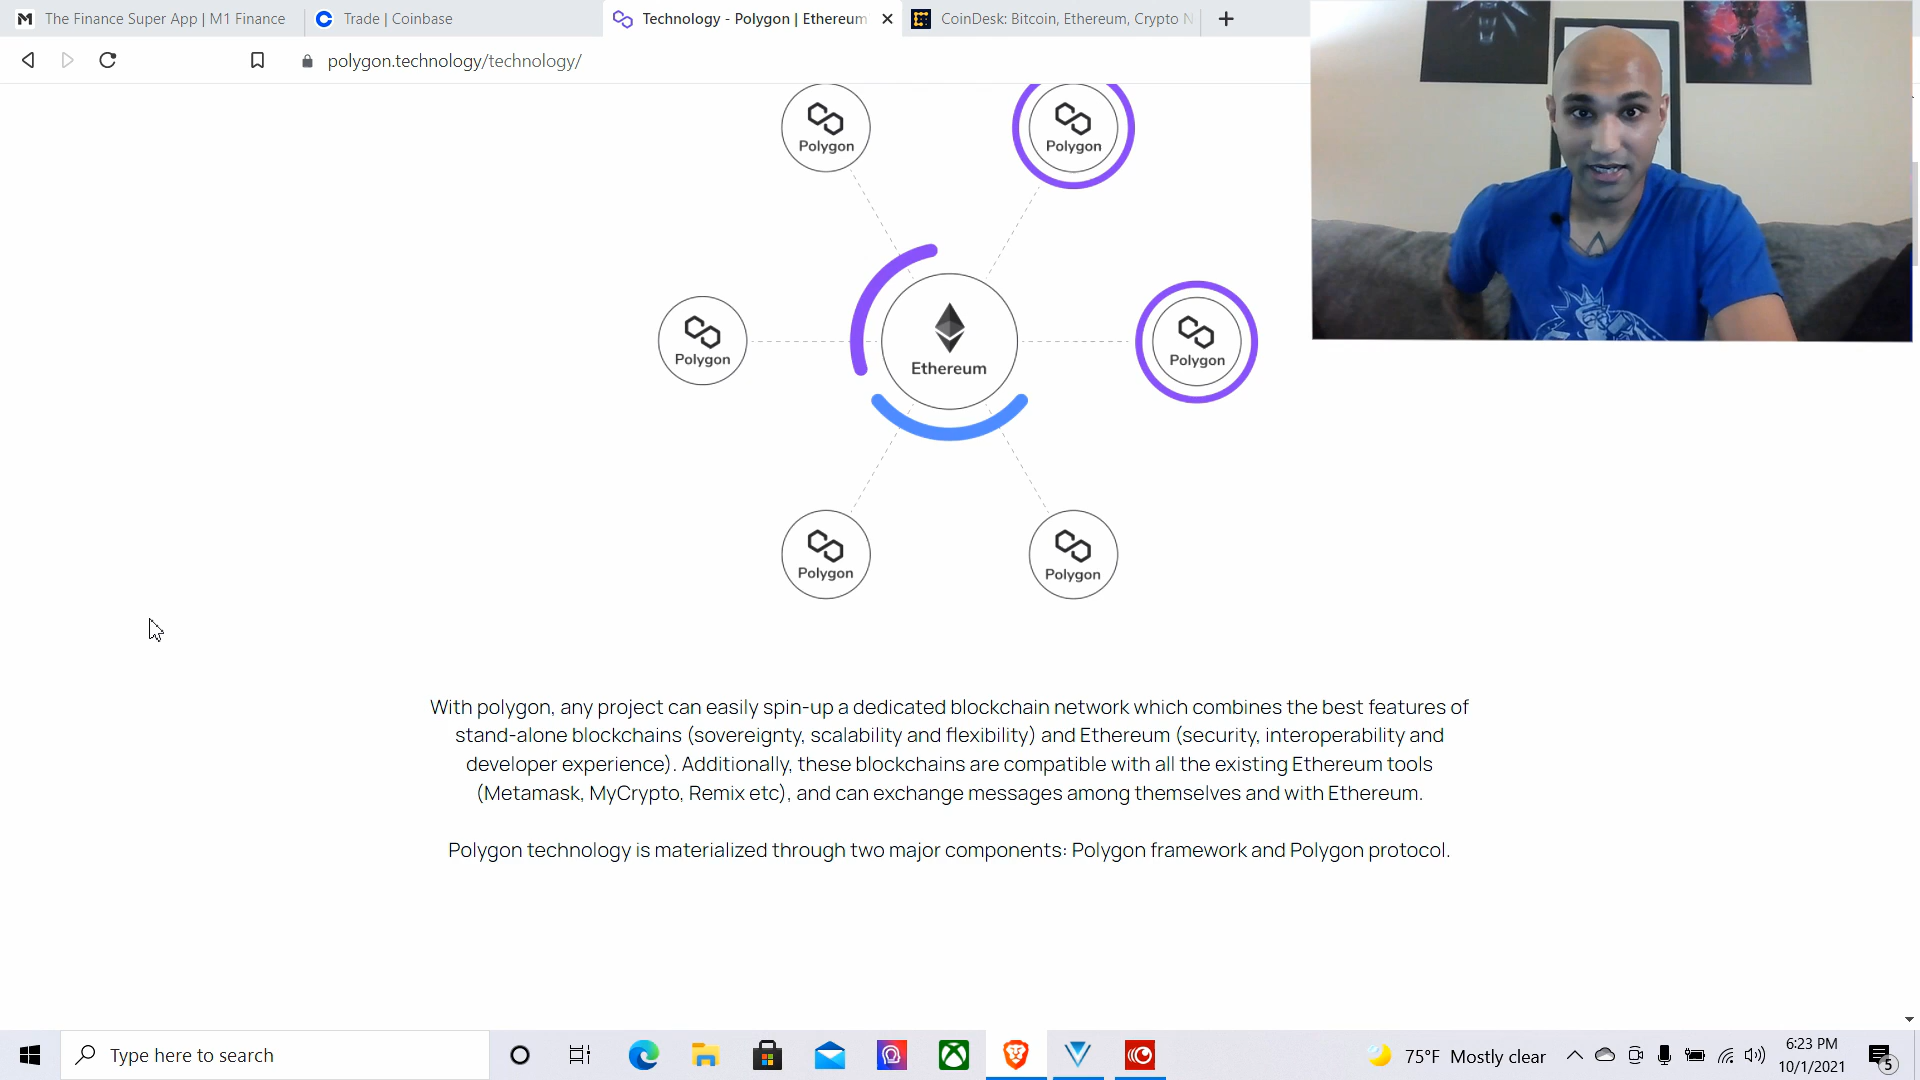 The Finance Super App | M1 Finance
Trade | Coinbase
Technology - Polygon | Ethereum
CoinDesk: Bitcoin, Ethereum, Crypto N
polygon.technology/technology/
Polygon
Polygon
Polygon
Ethereum
Polygon
Polygon
Polygon
With polygon, any project can easily spin-up a dedicated blockchain network which combines the best features of
stand-alone blockchains (sovereignty, scalability and flexibility) and Ethereum (security, interoperability and
developer experience). Additionally, these blockchains are compatible with all the existing Ethereum tools
(Metamask, MyCrypto, Remix etc), and can exchange messages among themselves and with Ethereum.
Polygon technology is materialized through two major components: Polygon framework and Polygon protocol.
Type here to search
75°F Mostly clear
6:23 PM
10/1/2021
5